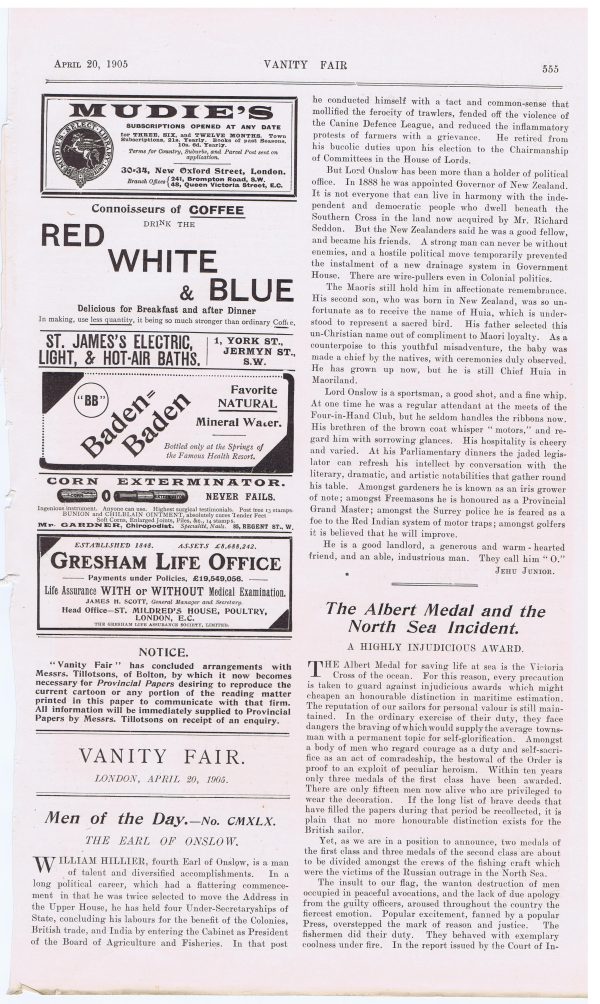 APRIL 20, 1905
VANITY FAIR
555
MUDIE'S
SUBSCRIPTIONS OPENED AT ANY DATE
for THREE, SIX, and TWELVE MONTHS. Town
Subscriptions, 21s. Yearly. Books of past Seasons,
10s. 6d. Yearly.
Terms for Country, Suburbs, and Parcel Post sent on
application.
30-34, New Oxford Street, London.
Branch Offices { 241, Brompton Road, S.W.
48, Queen Victoria Street, E.C.
MUDIE'S SELECT LIBRARY
Connoisseurs of COFFEE
DRINK THE
RED
WHITE
& BLUE
Delicious for Breakfast and after Dinner
In making, use less quantity, it being so much stronger than ordinary Coffee.
ST. JAMES'S ELECTRIC,
LIGHT, & HOT-AIR BATHS.
1, YORK ST.,
JERMYN ST.,
S.W.
"BB"
Baden=
Baden
Favorite
NATURAL
Mineral Water.
Bottled only at the Springs of
the Famous Health Resort.
CORN EXTERMINATOR.
NEVER FAILS.
Ingenious instrument. Anyone can use. Highest surgical testimonials. Post free 13 stamps.
BUNION and CHILBLAIN OINTMENT, absolutely cures Tender Feet
Soft Corns, Enlarged Joints, Piles, &c., 14 stamps.
Mr. GARDNER, Chiropodist. Specialité, Nails. 85, REGENT ST., W.
ESTABLISHED 1848. ASSETS £8,688,242.
GRESHAM LIFE OFFICE
Payments under Policies, £19,549,056.
Life Assurance WITH or WITHOUT Medical Examination.
JAMES H. SCOTT, General Manager and Secretary.
Head Office—ST. MILDRED'S HOUSE, POULTRY,
LONDON, E.C.
THE GRESHAM LIFE ASSURANCE SOCIETY, LIMITED.
NOTICE.
"Vanity Fair" has concluded arrangements with
Messrs. Tillotsons, of Bolton, by which it now becomes
necessary for Provincial Papers desiring to reproduce the
current cartoon or any portion of the reading matter
printed in this paper to communicate with that firm.
All information will be immediately supplied to Provincial
Papers by Messrs. Tillotsons on receipt of an enquiry.
VANITY FAIR.
LONDON, APRIL 20, 1905.
Men of the Day.—No. CMXLX.
THE EARL OF ONSLOW.
WILLIAM HILLIER, fourth Earl of Onslow, is a man
of talent and diversified accomplishments. In a
long political career, which had a flattering commence-
ment in that he was twice selected to move the Address in
the Upper House, he has held four Under-Secretaryships of
State, concluding his labours for the benefit of the Colonies,
British trade, and India by entering the Cabinet as President
of the Board of Agriculture and Fisheries. In that post
he conducted himself with a tact and common-sense that
mollified the ferocity of trawlers, fended off the violence of
the Canine Defence League, and reduced the inflammatory
protests of farmers with a grievance. He retired from
his bucolic duties upon his election to the Chairmanship
of Committees in the House of Lords.
But Lord Onslow has been more than a holder of political
office. In 1888 he was appointed Governor of New Zealand.
It is not everyone that can live in harmony with the inde-
pendent and democratic people who dwell beneath the
Southern Cross in the land now acquired by Mr. Richard
Seddon. But the New Zealanders said he was a good fellow,
and became his friends. A strong man can never be without
enemies, and a hostile political move temporarily prevented
the instalment of a new drainage system in Government
House. There are wire-pullers even in Colonial politics.
The Maoris still hold him in affectionate remembrance.
His second son, who was born in New Zealand, was so un-
fortunate as to receive the name of Huia, which is under-
stood to represent a sacred bird. His father selected this
un-Christian name out of compliment to Maori loyalty. As a
counterpoise to this youthful misadventure, the baby was
made a chief by the natives, with ceremonies duly observed.
He has grown up now, but he is still Chief Huia in
Maoriland.
Lord Onslow is a sportsman, a good shot, and a fine whip.
At one time he was a regular attendant at the meets of the
Four-in-Hand Club, but he seldom handles the ribbons now.
His brethren of the brown coat whisper "motors," and re-
gard him with sorrowing glances. His hospitality is cheery
and varied. At his Parliamentary dinners the jaded legis-
lator can refresh his intellect by conversation with the
literary, dramatic, and artistic notabilities that gather round
his table. Amongst gardeners he is known as an iris grower
of note; amongst Freemasons he is honoured as a Provincial
Grand Master; amongst the Surrey police he is feared as a
foe to the Red Indian system of motor traps; amongst golfers
it is believed that he will improve.
He is a good landlord, a generous and warm-hearted
friend, and an able, industrious man. They call him "O."
JEHU JUNIOR.
The Albert Medal and the
North Sea Incident.
A HIGHLY INJUDICIOUS AWARD.
THE Albert Medal for saving life at sea is the Victoria
Cross of the ocean. For this reason, every precaution
is taken to guard against injudicious awards which might
cheapen an honourable distinction in maritime estimation.
The reputation of our sailors for personal valour is still main-
tained. In the ordinary exercise of their duty, they face
dangers the braving of which would supply the average towns-
man with a permanent topic for self-glorification. Amongst
a body of men who regard courage as a duty and self-sacri-
fice as an act of comradeship, the bestowal of the Order is
proof to an exploit of peculiar heroism. Within ten years
only three medals of the first class have been awarded.
There are only fifteen men now alive who are privileged to
wear the decoration. If the long list of brave deeds that
have filled the papers during that period be recollected, it is
plain that no more honourable distinction exists for the
British sailor.
Yet, as we are in a position to announce, two medals of
the first class and three medals of the second class are about
to be divided amongst the crews of the fishing craft which
were the victims of the Russian outrage in the North Sea.
The insult to our flag, the wanton destruction of men
occupied in peaceful avocations, and the lack of due apology
from the guilty officers, aroused throughout the country the
fiercest emotion. Popular excitement, fanned by a popular
Press, overstepped the mark of reason and justice. The
fishermen did their duty. They behaved with exemplary
coolness under fire. In the report issued by the Court of In-